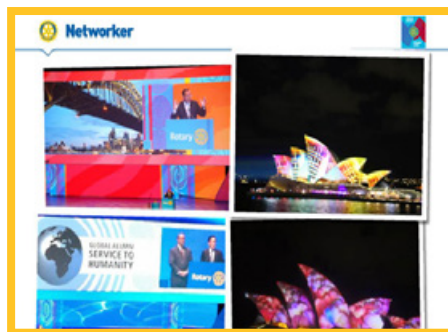 Networker
Rotary
GLOBAL ALUMNI
SERVICE TO
HUMANITY
Rotary